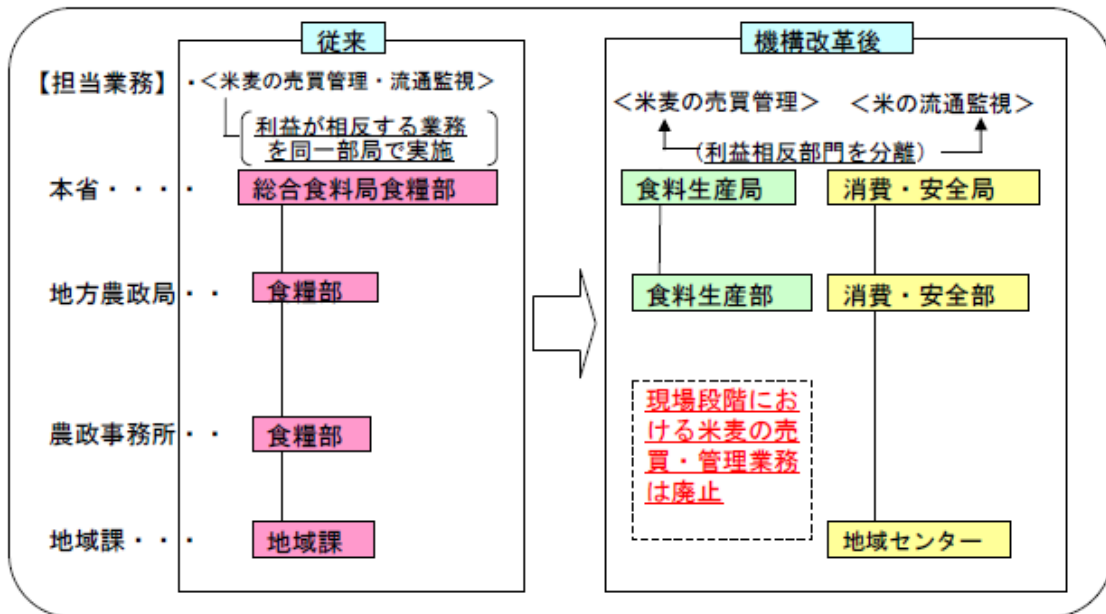 従来
機構改革後
【担当業務】・<米麦の売買管理・流通監視>
<米麦の売買管理>
<米の流通監視>
利益が相反する業務
を同一部局で実施
(利益相反部門を分離)
本省・・・・
総合食料局食糧部
食料生産局
消費・安全局
地方農政局・・
食糧部
食料生産部
消費・安全部
現場段階にお
ける米麦の売
買・管理業務
は廃止
農政事務所・・
食糧部
地域課・・・
地域課
地域センター